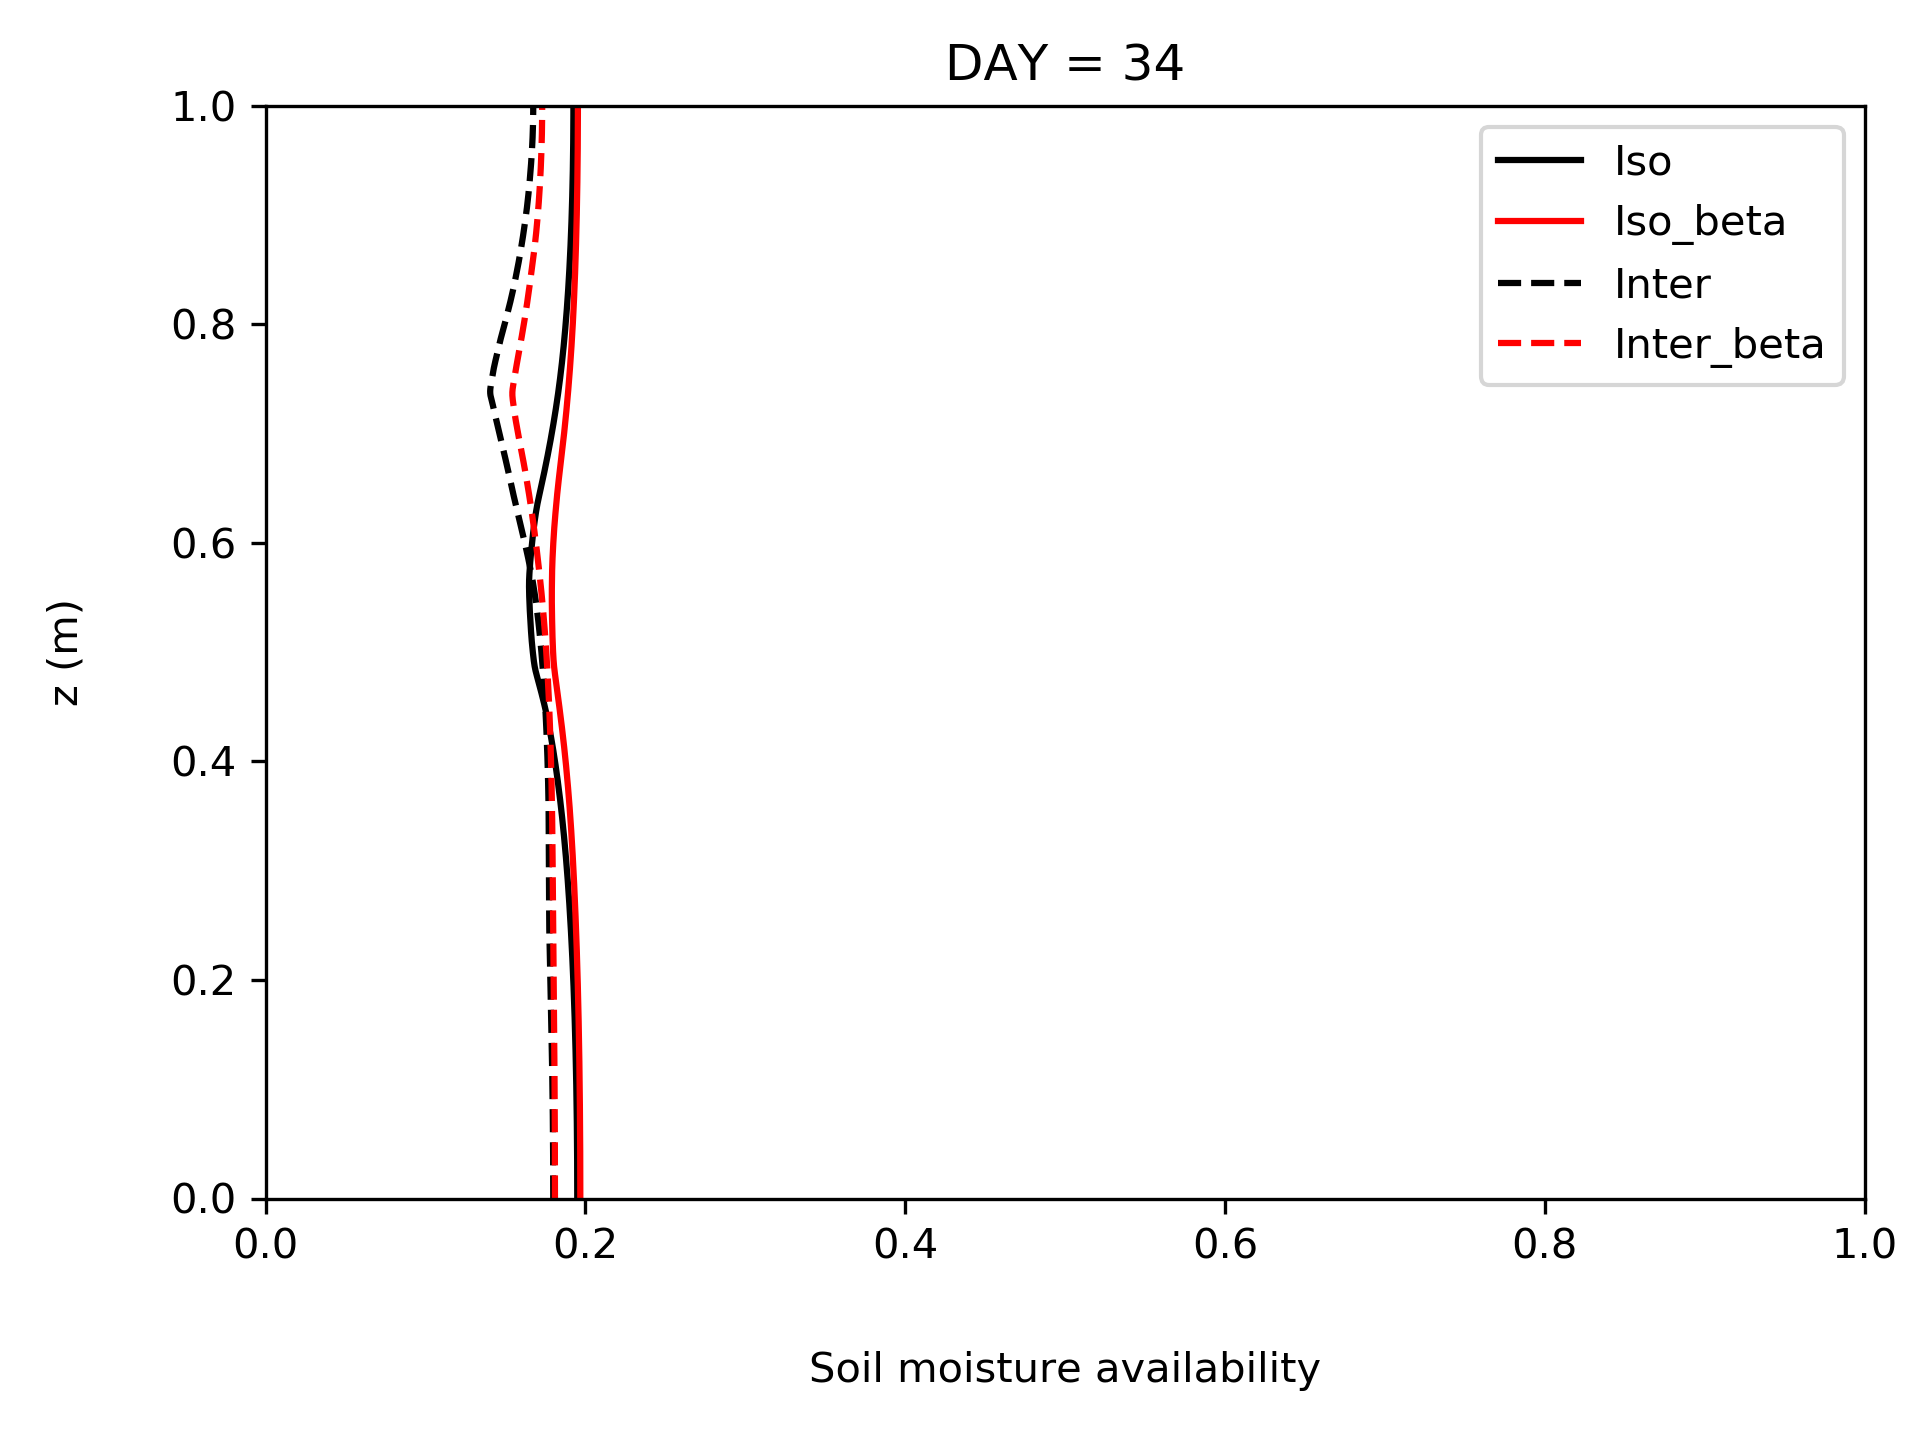 DAY = 34
1.0
0.8
0.6
0.4
0.2
0.0
z (m)
Iso
Iso_beta
Inter
Inter_beta
0.0 0.2 0.4 0.6 0.8 1.0
Soil moisture availability